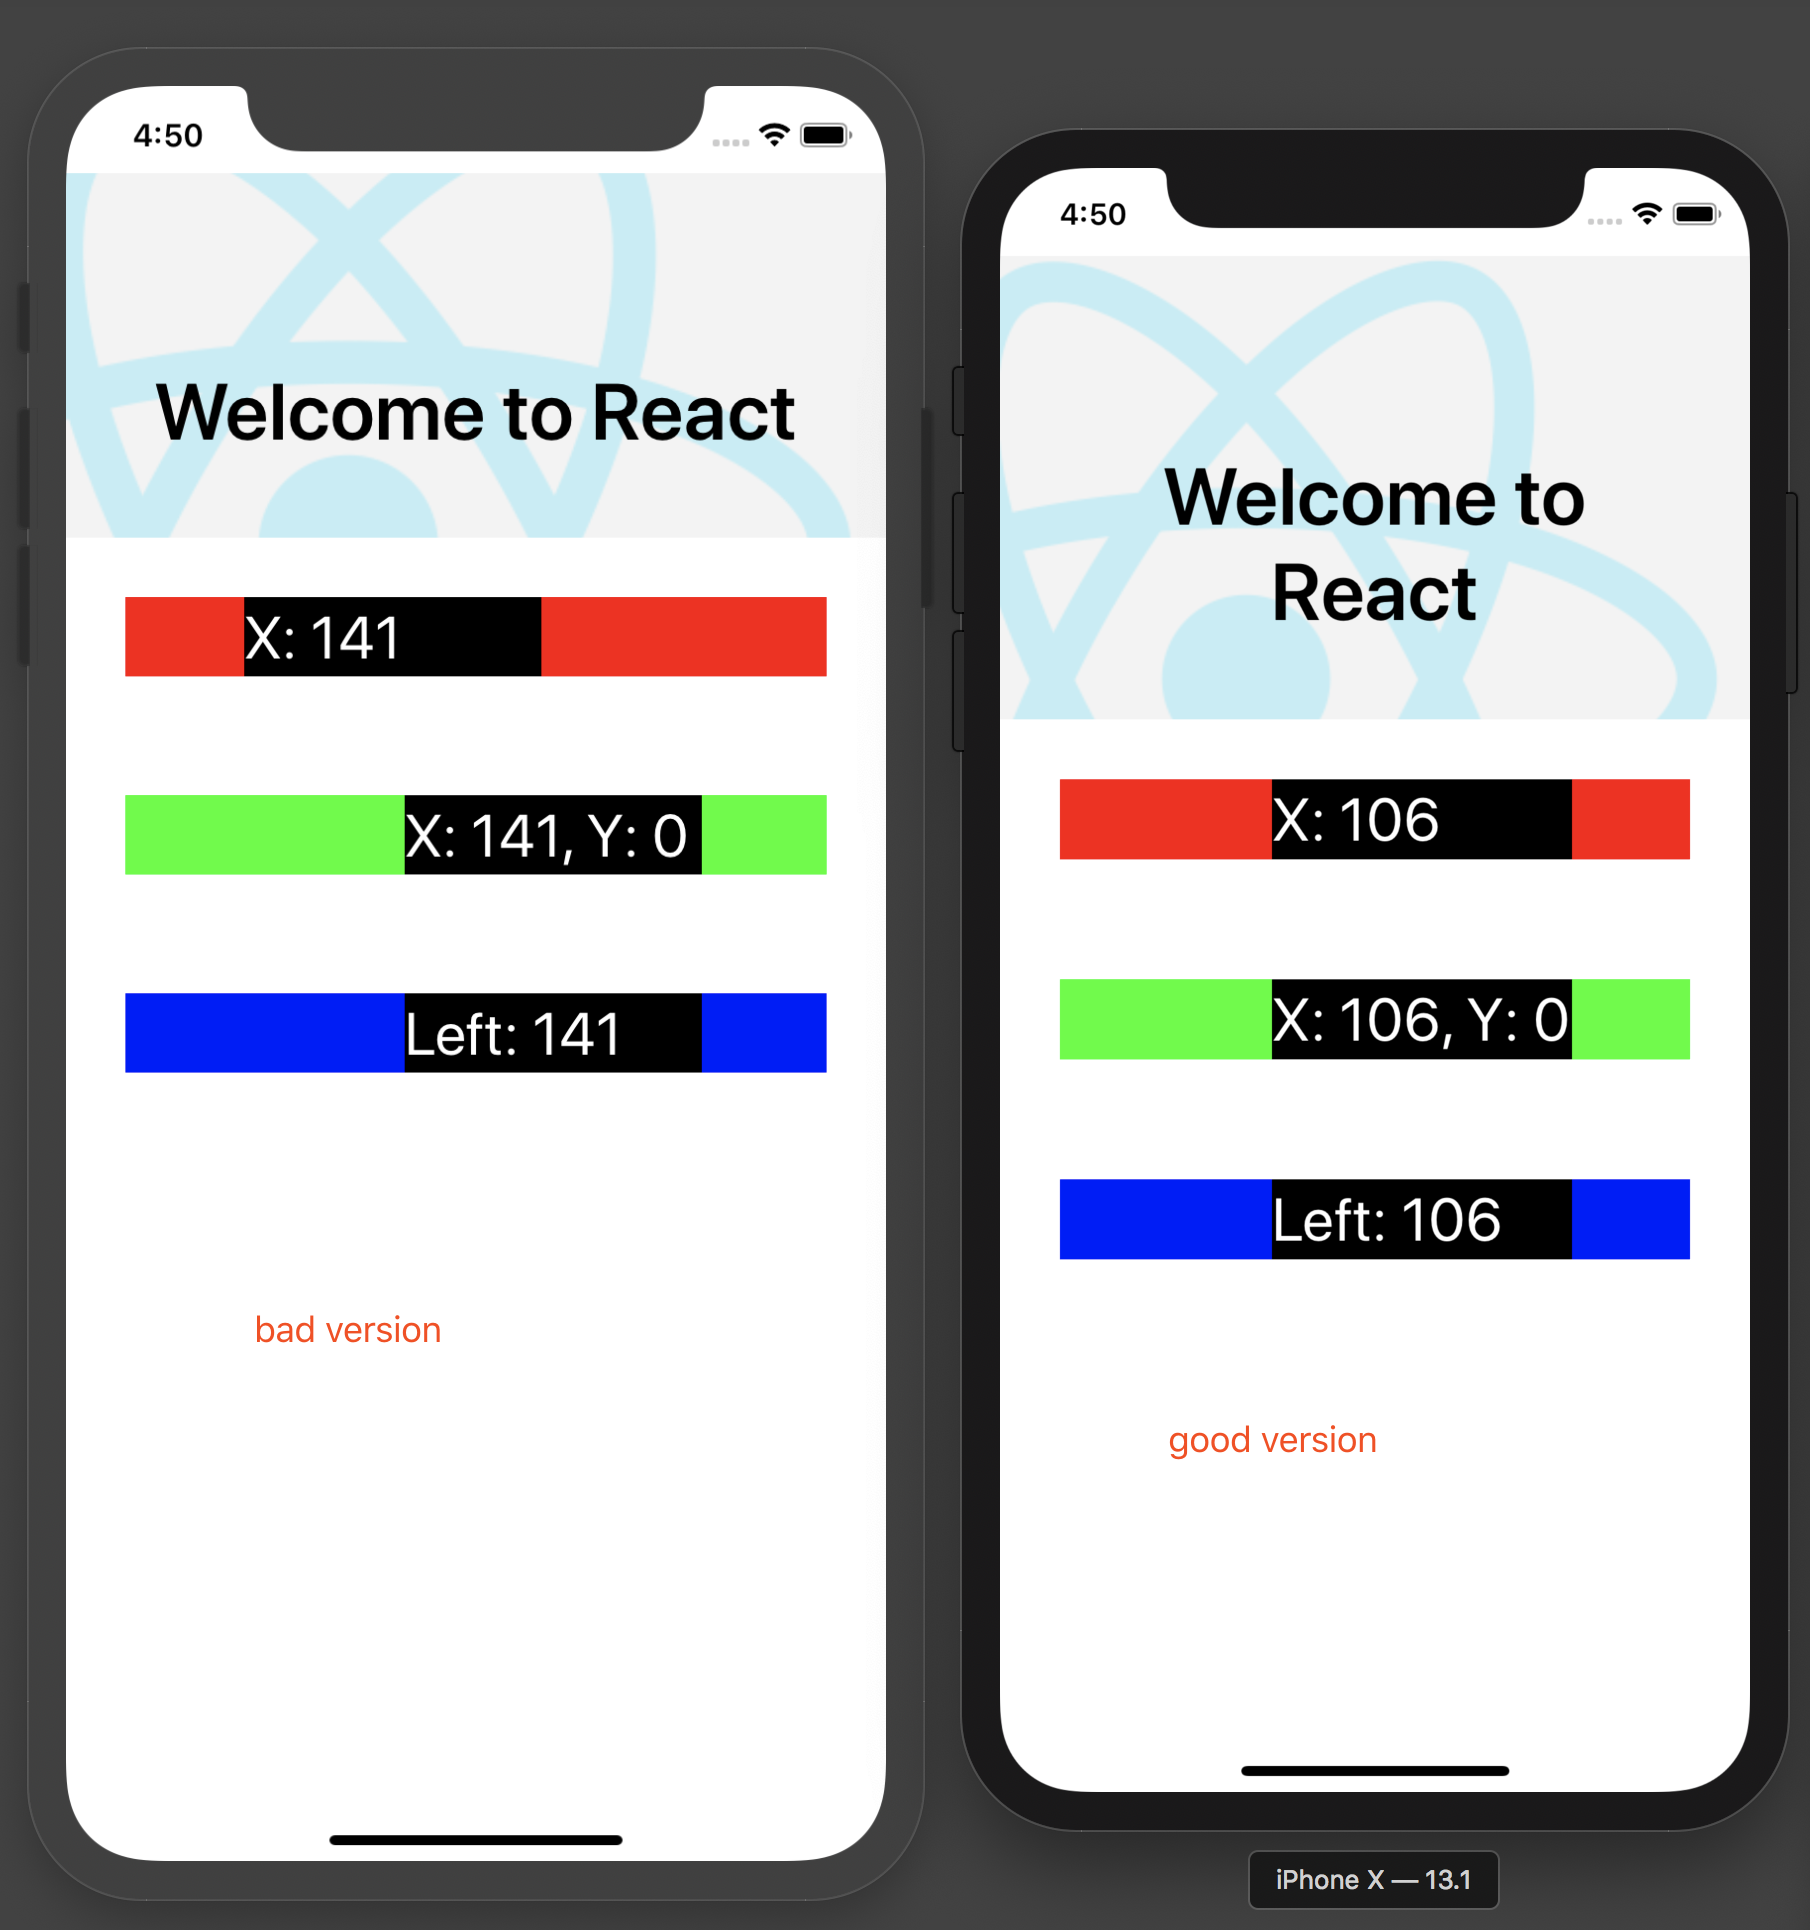 4:50
Welcome to React
X: 141
X: 141, Y: 0
Left: 141
bad version
4:50
Welcome to
React
X: 106
X: 106, Y: 0
Left: 106
good version
iPhone X — 13.1